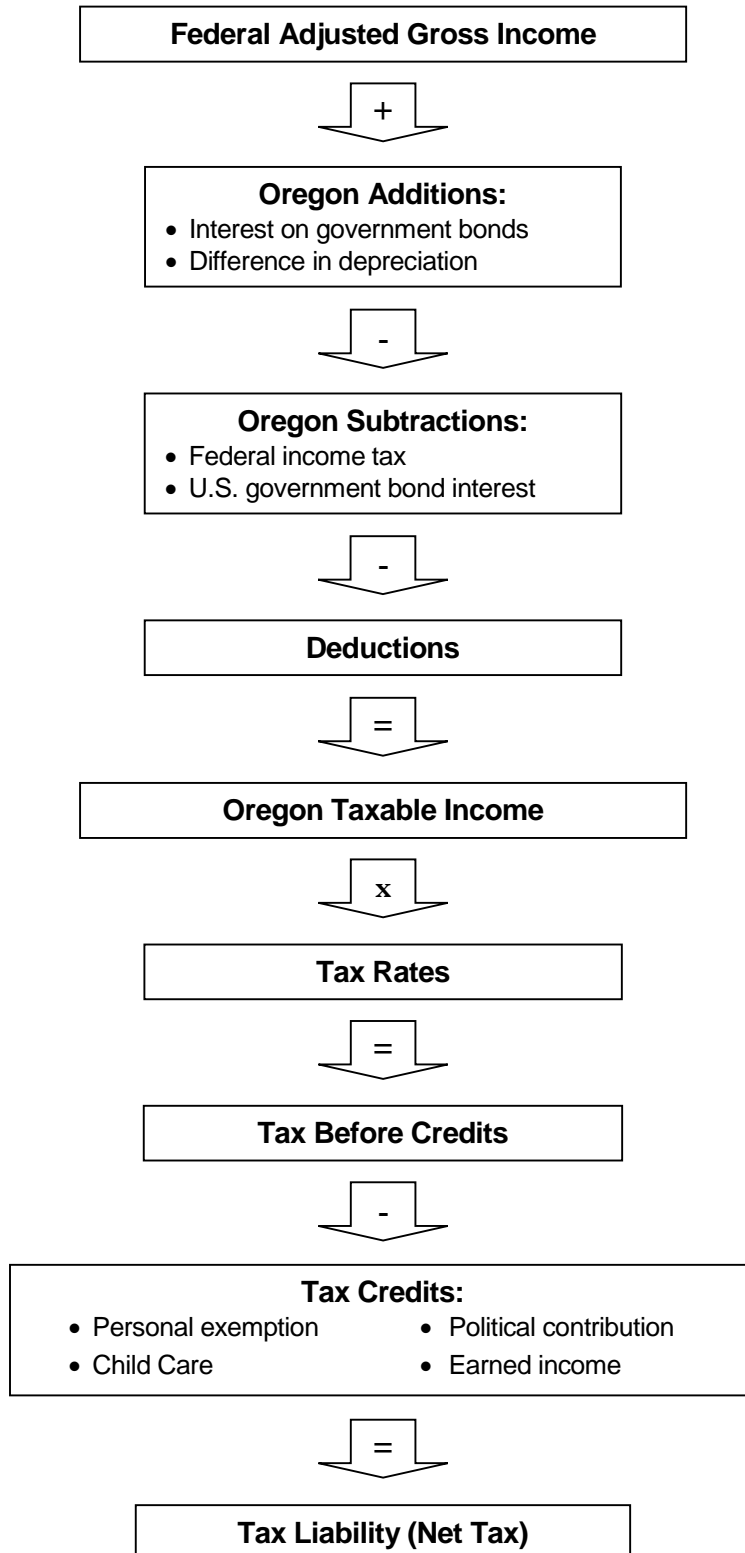 Federal Adjusted Gross Income
+
Oregon Additions:
• Interest on government bonds
• Difference in depreciation
-
Oregon Subtractions:
• Federal income tax
• U.S. government bond interest
-
Deductions
=
Oregon Taxable Income
x
Tax Rates
=
Tax Before Credits
-
Tax Credits:
• Personal exemption • Political contribution
• Child Care • Earned income
=
Tax Liability (Net Tax)